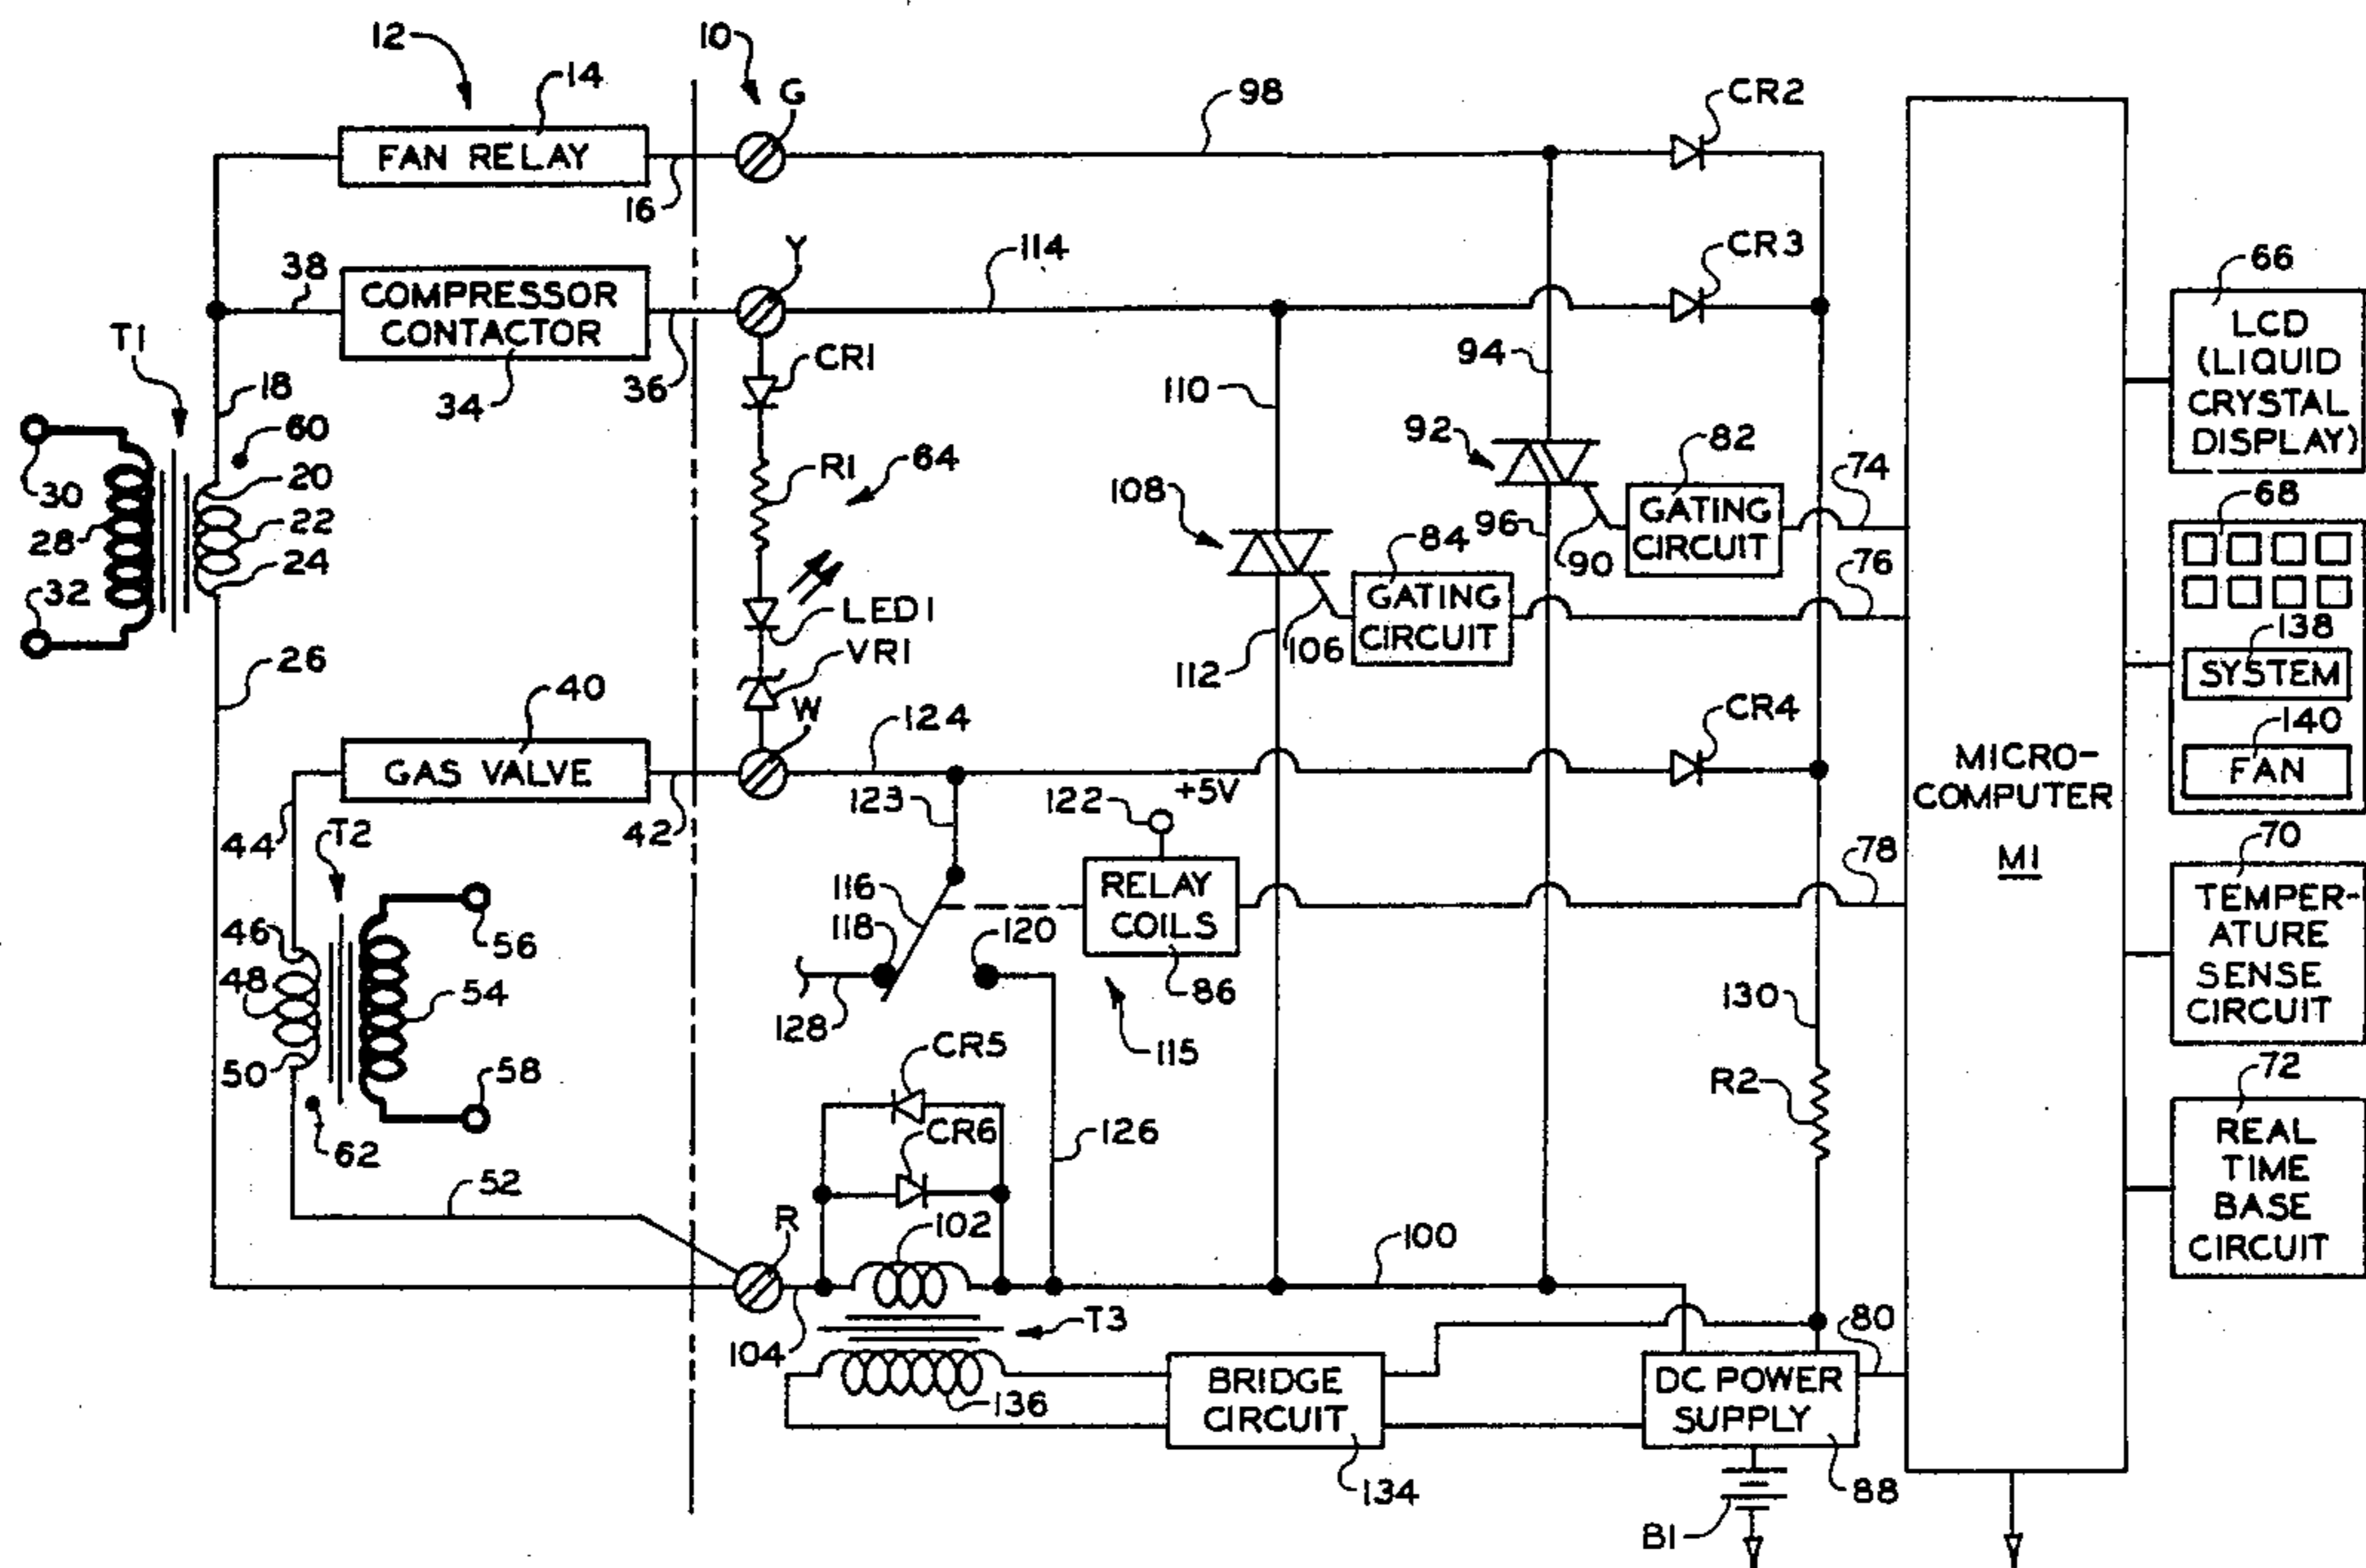 12
10
G
98
CR2
14
FAN RELAY
16
Y
114
CR3
38
COMPRESSOR
CONTACTOR
34
36
CR1
T1
18
60
20
22
24
30
28
32
26
R1
64
LED1
VR1
W
94
110
92
82
GATING
CIRCUIT
74
108
96
90
84
GATING
CIRCUIT
76
106
112
66
LCD
(LIQUID
CRYSTAL
DISPLAY)
68
138
SYSTEM
140
FAN
40
GAS VALVE
42
44
124
CR4
123
122
+5V
T2
116
118
120
RELAY
COILS
86
78
MICRO-
COMPUTER
M1
70
TEMPER-
ATURE
SENSE
CIRCUIT
46
48
50
54
56
58
62
128
115
130
R2
CR5
CR6
126
52
R
102
100
104
T3
136
BRIDGE
CIRCUIT
134
DC POWER
SUPPLY
80
88
B1
72
REAL
TIME
BASE
CIRCUIT